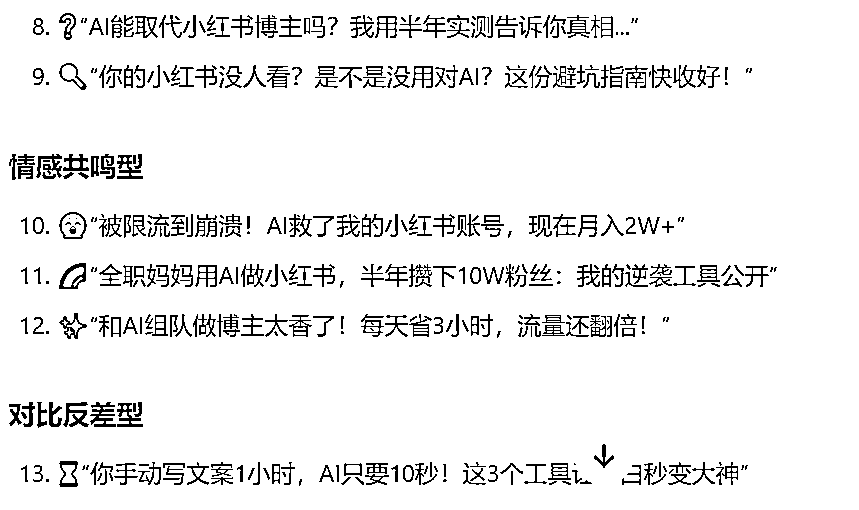 8. ❓“AI能取代小红书博主吗？我用半年实测告诉你真相...”
9. 🔍“你的小红书没人看？是不是没用对AI？这份避坑指南快收好！”
情感共鸣型
10. 😭“被限流到崩溃！AI救了我的小红书账号，现在月入2W+”
11. 🌈“全职妈妈用AI做小红书，半年攒下10W粉丝：我的逆袭工具公开”
12. ✨“和AI组队做博主太香了！每天省3小时，流量还翻倍！”
对比反差型
13. ⏳“你手动写文案1小时，AI只要10秒！这3个工具 秒变大神”